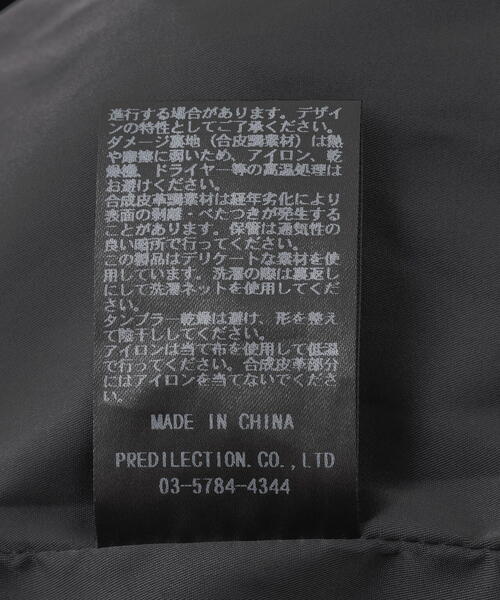 進行する場合があります。デザイ
ンの特性としてご了承ください。
ダメージ裏地（合皮調素材）は熱
や摩擦に弱いため、アイロン、乾
燥機、ドライヤー等の高温処理は
お避けください。
合成皮革調素材は経年劣化により
表面の剥離・べたつきが発生する
ことがあります。保管は通気性の
良い暗所で行ってください。
この製品はデリケートな素材を使
用しています。洗濯の際は裏返し
にして洗濯ネットを使用してくだ
さい。
タンブラー乾燥は避け、形を整え
て陰干ししてください。
アイロンは当て布を使用して低温
で行ってください。合成皮革部分
にはアイロンを当てないでくださ
い。
MADE IN CHINA
PREDILECTION.CO.,LTD
03-5784-4344